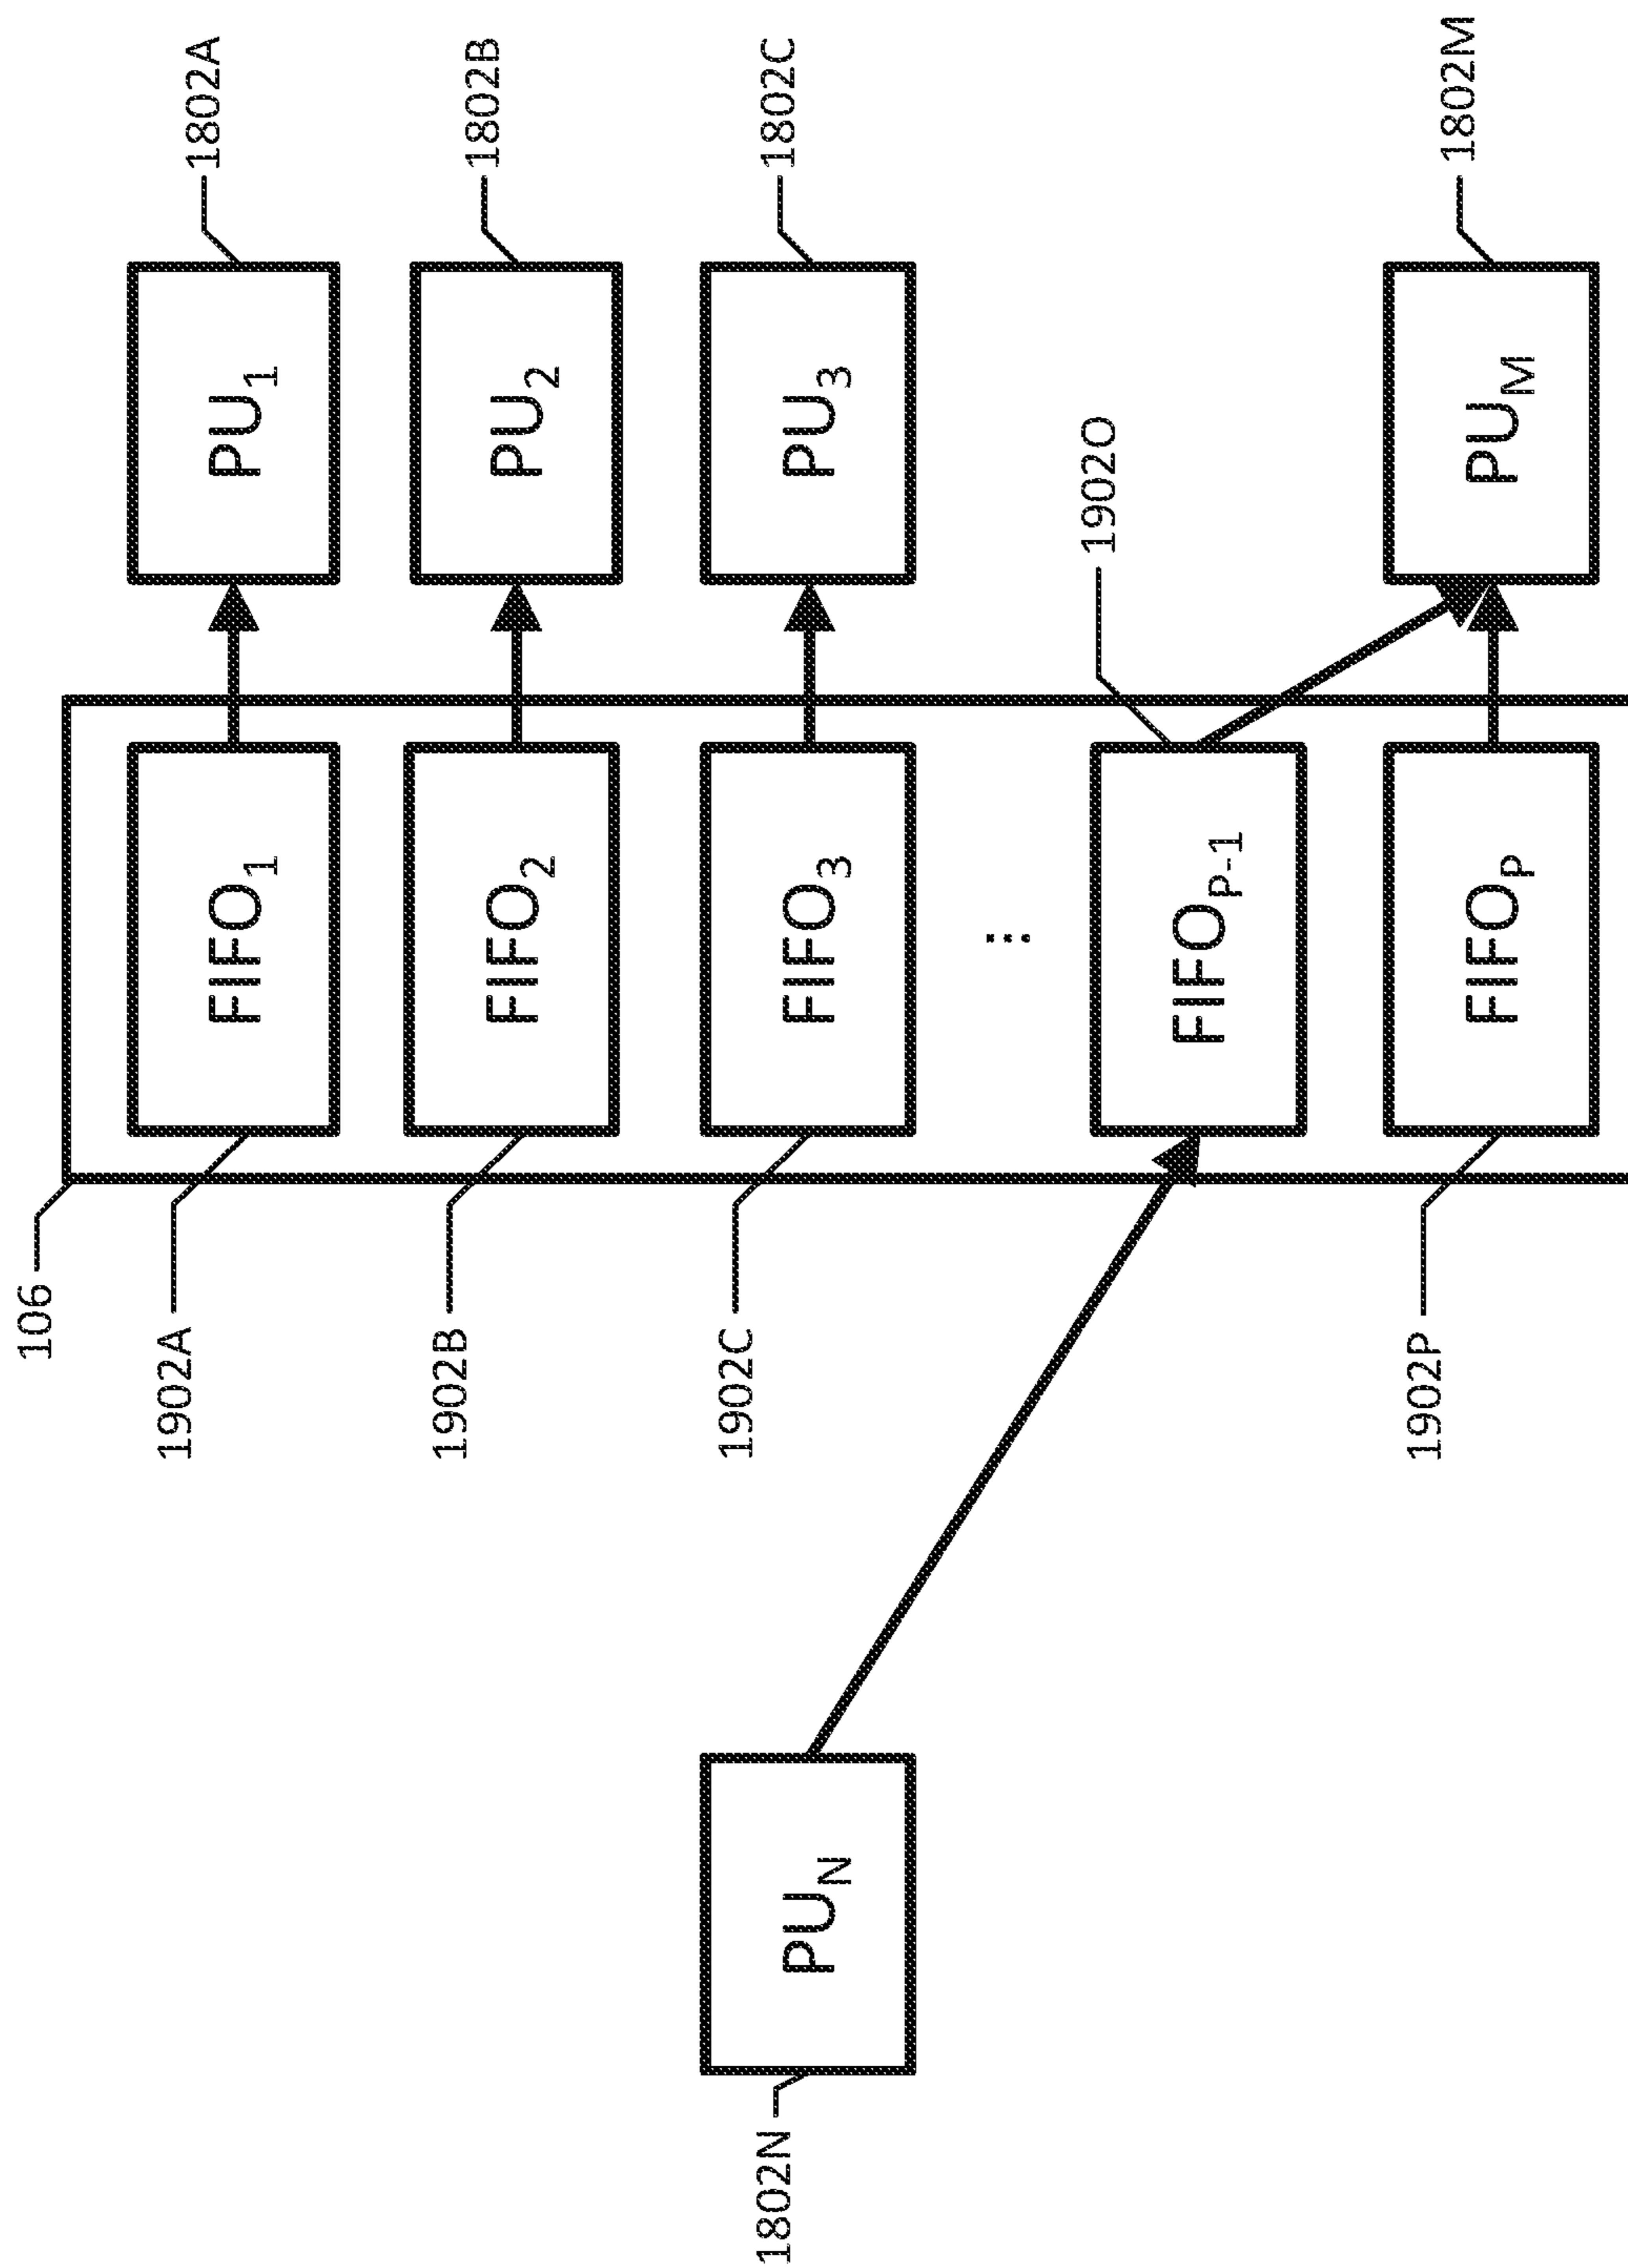 106
1902A
FIFO1
PU1
1802A
1902B
FIFO2
PU2
1802B
1802N
PUN
1902C
FIFO3
PU3
1802C
...
FIFOP-1
1902O
1902P
FIFOP
PUM
1802M